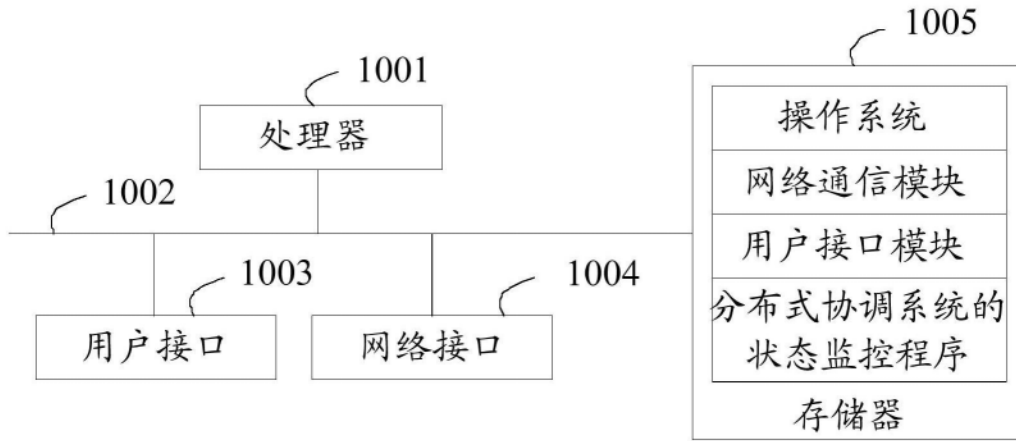 1005
1001
处理器
操作系统
网络通信模块
1002
用户接口模块
1003
1004
分布式协调系统的
状态监控程序
用户接口
网络接口
存储器